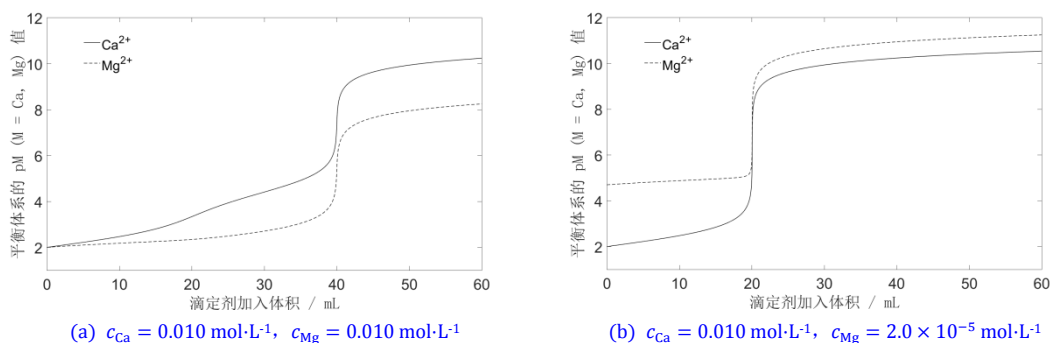 12
10
8
6
4
2
0 10 20 30 40 50 60
平衡体系的 pM (M = Ca, Mg) 值
滴定剂加入体积 / mL
Ca²⁺
Mg²⁺
(a) c_Ca = 0.010 mol·L⁻¹, c_Mg = 0.010 mol·L⁻¹
12
10
8
6
4
2
0 10 20 30 40 50 60
平衡体系的 pM (M = Ca, Mg) 值
滴定剂加入体积 / mL
Ca²⁺
Mg²⁺
(b) c_Ca = 0.010 mol·L⁻¹, c_Mg = 2.0 × 10⁻⁵ mol·L⁻¹